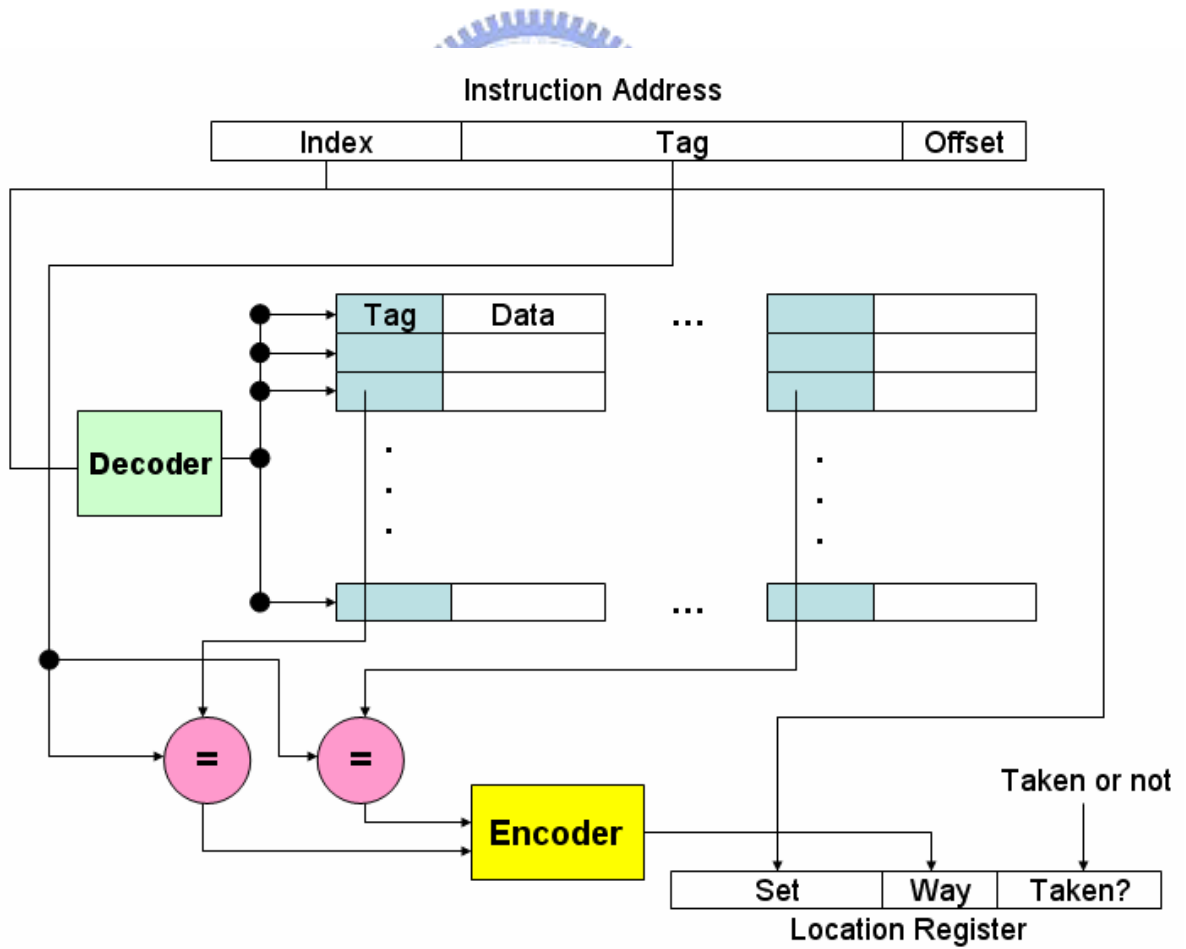 Instruction Address
Index Tag Offset
Tag Data ...
Decoder
...
= =
Taken or not
Encoder
Set Way Taken?
Location Register